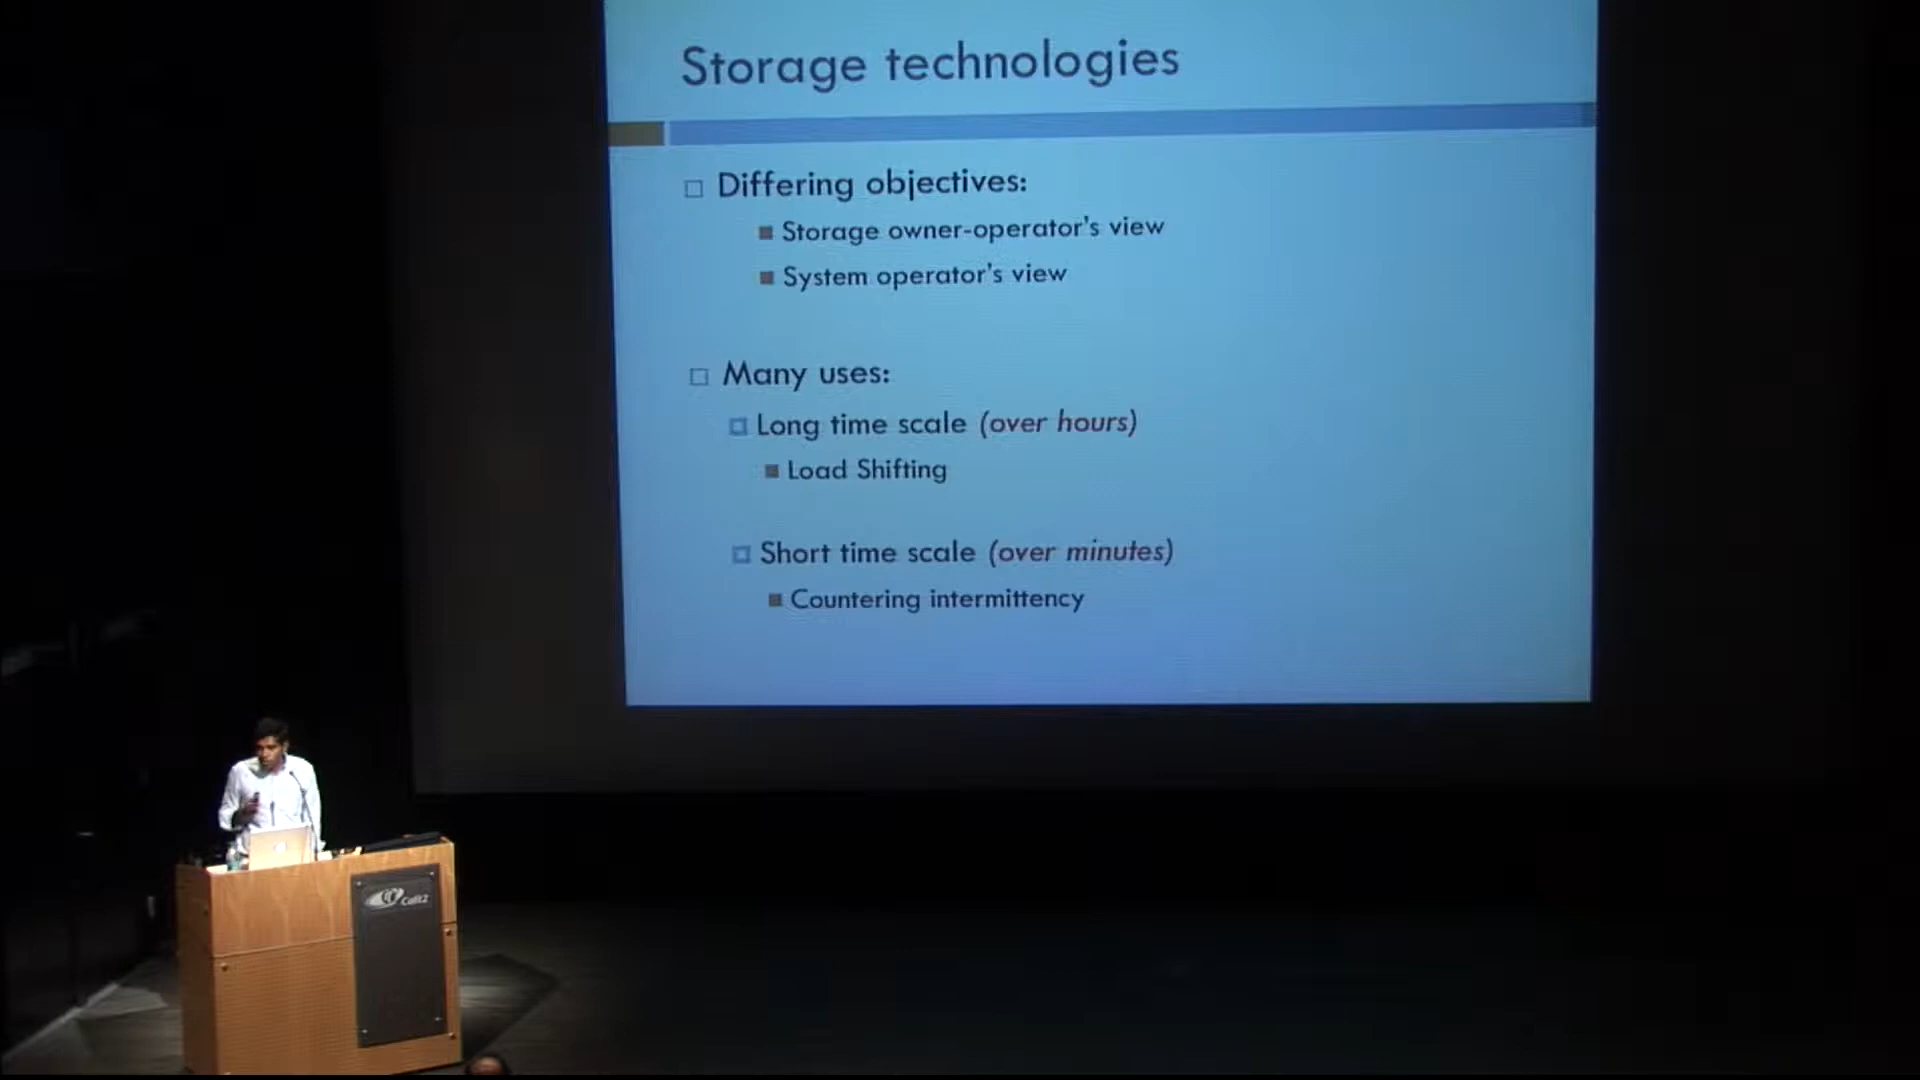 Storage technologies
Differing objectives:
Storage owner-operator's view
System operator's view
Many uses:
Long time scale (over hours)
Load Shifting
Short time scale (over minutes)
Countering intermittency
Calit2